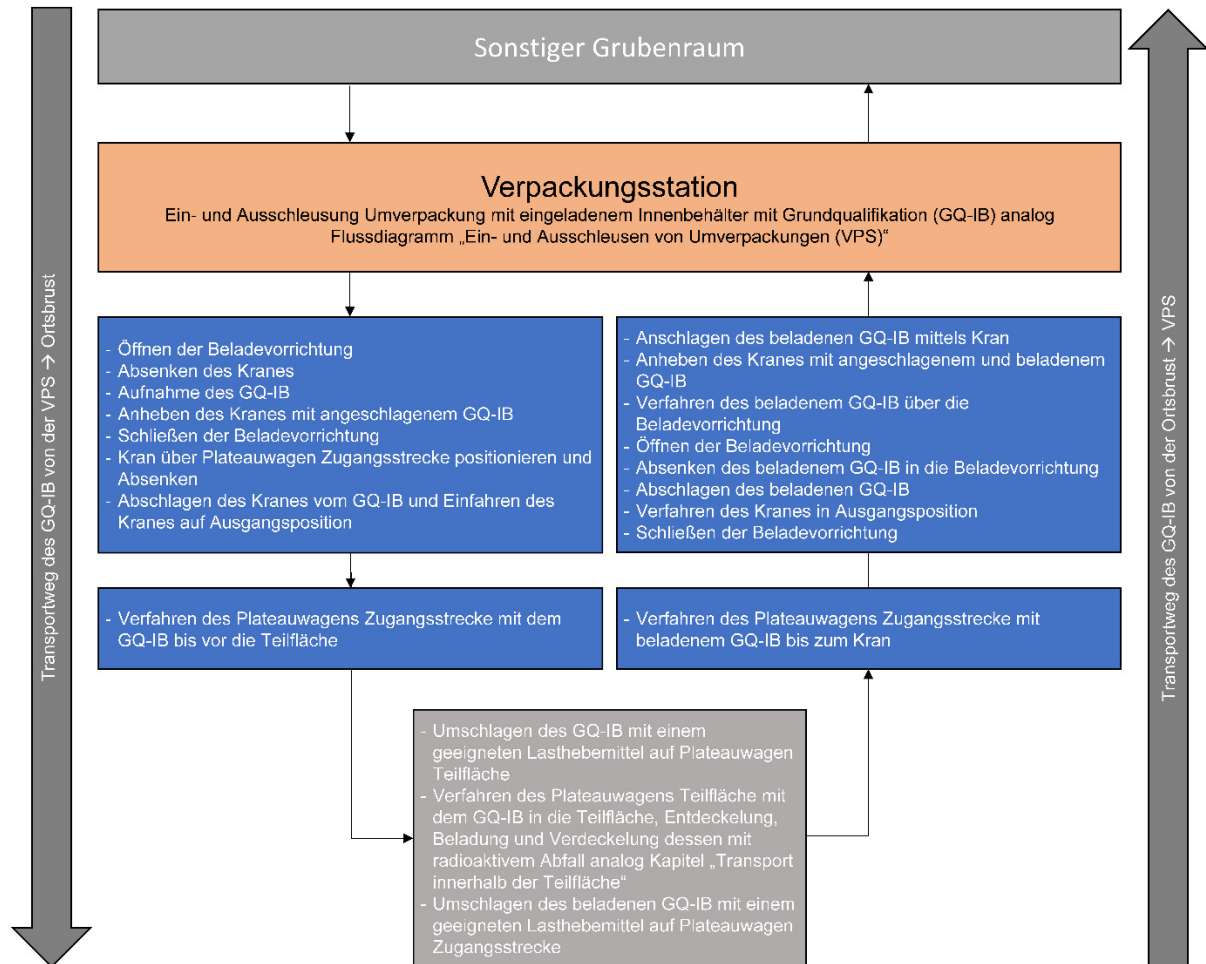 Sonstiger Grubenraum
Transportweg des GQ-IB von der VPS → Ortsbrust
Verpackungsstation
Ein- und Ausschleusung Umverpackung mit eingeladenem Innenbehälter mit Grundqualifikation (GQ-IB) analog
Flussdiagramm „Ein- und Ausschleusen von Umverpackungen (VPS)“
- Öffnen der Beladevorrichtung
- Absenken des Kranes
- Aufnahme des GQ-IB
- Anheben des Kranes mit angeschlagenem GQ-IB
- Schließen der Beladevorrichtung
- Kran über Plateauwagen Zugangsstrecke positionieren und
Absenken
- Abschlagen des Kranes vom GQ-IB und Einfahren des
Kranes auf Ausgangsposition
- Verfahren des Plateauwagens Zugangsstrecke mit dem
GQ-IB bis vor die Teilfläche
- Umschlagen des GQ-IB mit einem
geeigneten Lasthebemittel auf Plateauwagen
Teilfläche
- Verfahren des Plateauwagens Teilfläche mit
dem GQ-IB in die Teilfläche, Entdeckelung,
Beladung und Verdeckelung dessen mit
radioaktivem Abfall analog Kapitel „Transport
innerhalb der Teilfläche“
- Umschlagen des beladenen GQ-IB mit einem
geeigneten Lasthebemittel auf Plateauwagen
Zugangsstrecke
- Verfahren des Plateauwagens Zugangsstrecke mit
beladenem GQ-IB bis zum Kran
- Anschlagen des beladenen GQ-IB mittels Kran
- Anheben des Kranes mit angeschlagenem und beladenem
GQ-IB
- Verfahren des beladenem GQ-IB über die
Beladevorrichtung
- Öffnen der Beladevorrichtung
- Absenken des beladenem GQ-IB in die Beladevorrichtung
- Abschlagen des beladenen GQ-IB
- Verfahren des Kranes in Ausgangsposition
- Schließen der Beladevorrichtung
Transportweg des GQ-IB von der Ortsbrust → VPS